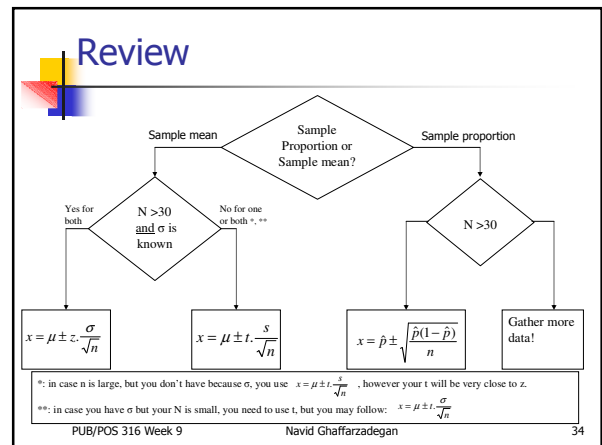 Review
Sample
Proportion or
Sample mean?
Sample mean
Sample proportion
N >30
and σ is
known
Yes for
both
No for one
or both *, **
N >30
x = μ ± z. σ/√n
x = μ ± t. s/√n
x = p̂ ± √(p̂(1 − p̂)/n)
Gather more
data!
*: in case n is large, but you don't have because σ, you use x = μ ± t. s/√n , however your t will be very close to z.
**: in case you have σ but your N is small, you need to use t, but you may follow: x = μ ± t. σ/√n
PUB/POS 316 Week 9 Navid Ghaffarzadegan 34